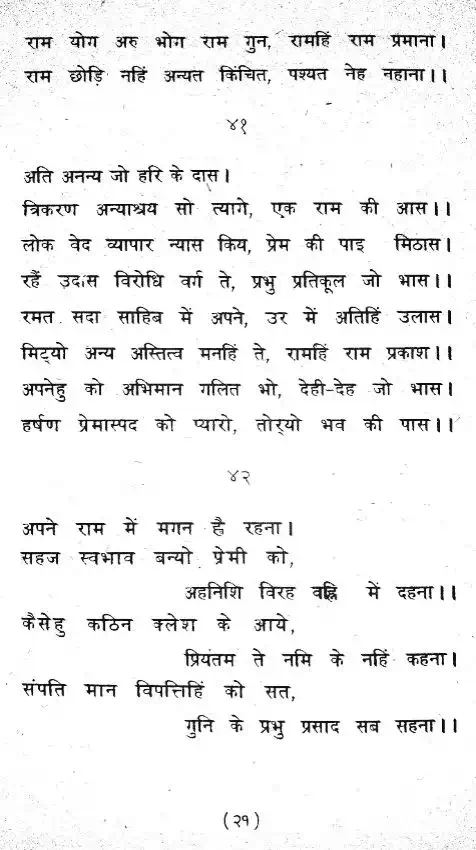 राम योग अरु भोग राम गुन, रामहिं राम प्रमाना।
राम छोड़ि नहिं अन्यत किंचित, पश्यत नेह नहाना।।
४१
अति अनन्य जो हरि के दास।
त्रिकरण अन्याश्रय सो त्यागे, एक राम की आस।।
लोक वेद व्यापार न्यास किय, प्रेम की पाइ मिठास।
रहैं उदास विरोधि वर्ग ते, प्रभु प्रतिकूल जो भास।।
रमत सदा साहिब में अपने, उर में अतिहिं उलास।
मिट्यो अन्य अस्तित्व मनहिं ते, रामहिं राम प्रकाश।।
अपनेहु को अभिमान गलित भो, देही-देह जो भास।
हर्षण प्रेमास्पद को प्यारो, तोर्‌यो भव की पास।।
४२
अपने राम में मगन है रहना।
सहज स्वभाव बन्यो प्रेमी को,
अहनिशि विरह वह्नि में दहना।।
कैसेहु कठिन क्लेश के आये,
प्रियतम ते नमि के नहिं कहना।
संपति मान विपत्तिहिं को सत,
गुनि के प्रभु प्रसाद सब सहना।।
(२१)